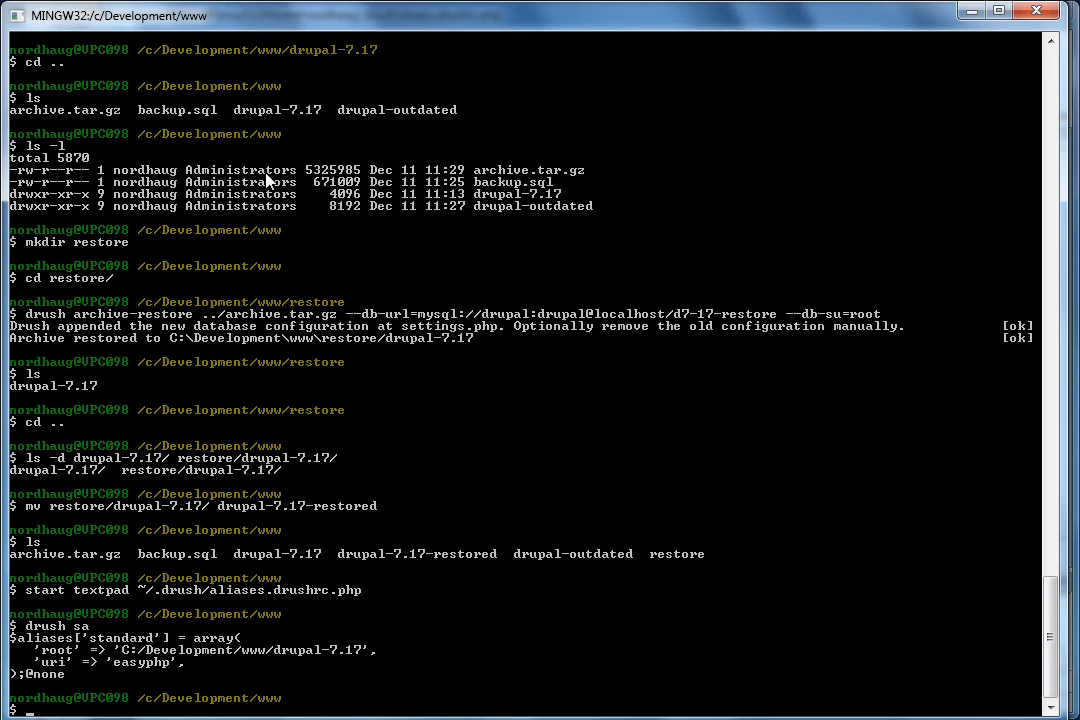 MINGW32:/c/Development/www
nordhaug@VPC098 /c/Development/www/drupal-7.17
$ cd ..
nordhaug@VPC098 /c/Development/www
$ ls
archive.tar.gz  backup.sql  drupal-7.17  drupal-outdated
nordhaug@VPC098 /c/Development/www
$ ls -l
total 5870
-rw-r--r-- 1 nordhaug Administrators 5325985 Dec 11 11:29 archive.tar.gz
-rw-r--r-- 1 nordhaug Administrators  671009 Dec 11 11:25 backup.sql
drwxr-xr-x 9 nordhaug Administrators    4096 Dec 11 11:13 drupal-7.17
drwxr-xr-x 9 nordhaug Administrators    8192 Dec 11 11:27 drupal-outdated
nordhaug@VPC098 /c/Development/www
$ mkdir restore
nordhaug@VPC098 /c/Development/www
$ cd restore/
nordhaug@VPC098 /c/Development/www/restore
$ drush archive-restore ../archive.tar.gz --db-url=mysql://drupal:drupal@localhost/d7-17-restore --db-su=root
Drush appended the new database configuration at settings.php. Optionally remove the old configuration manually. [ok]
Archive restored to C:\Development\www\restore/drupal-7.17 [ok]
nordhaug@VPC098 /c/Development/www/restore
$ ls
drupal-7.17
nordhaug@VPC098 /c/Development/www/restore
$ cd ..
nordhaug@VPC098 /c/Development/www
$ ls -d drupal-7.17/ restore/drupal-7.17/
drupal-7.17/  restore/drupal-7.17/
nordhaug@VPC098 /c/Development/www
$ mv restore/drupal-7.17/ drupal-7.17-restored
nordhaug@VPC098 /c/Development/www
$ ls
archive.tar.gz  backup.sql  drupal-7.17  drupal-7.17-restored  drupal-outdated  restore
nordhaug@VPC098 /c/Development/www
$ start textpad ~/.drush/aliases.drushrc.php
nordhaug@VPC098 /c/Development/www
$ drush sa
$aliases['standard'] = array(
   'root' => 'C:/Development/www/drupal-7.17',
   'uri' => 'easyphp',
);@none
nordhaug@VPC098 /c/Development/www
$ _